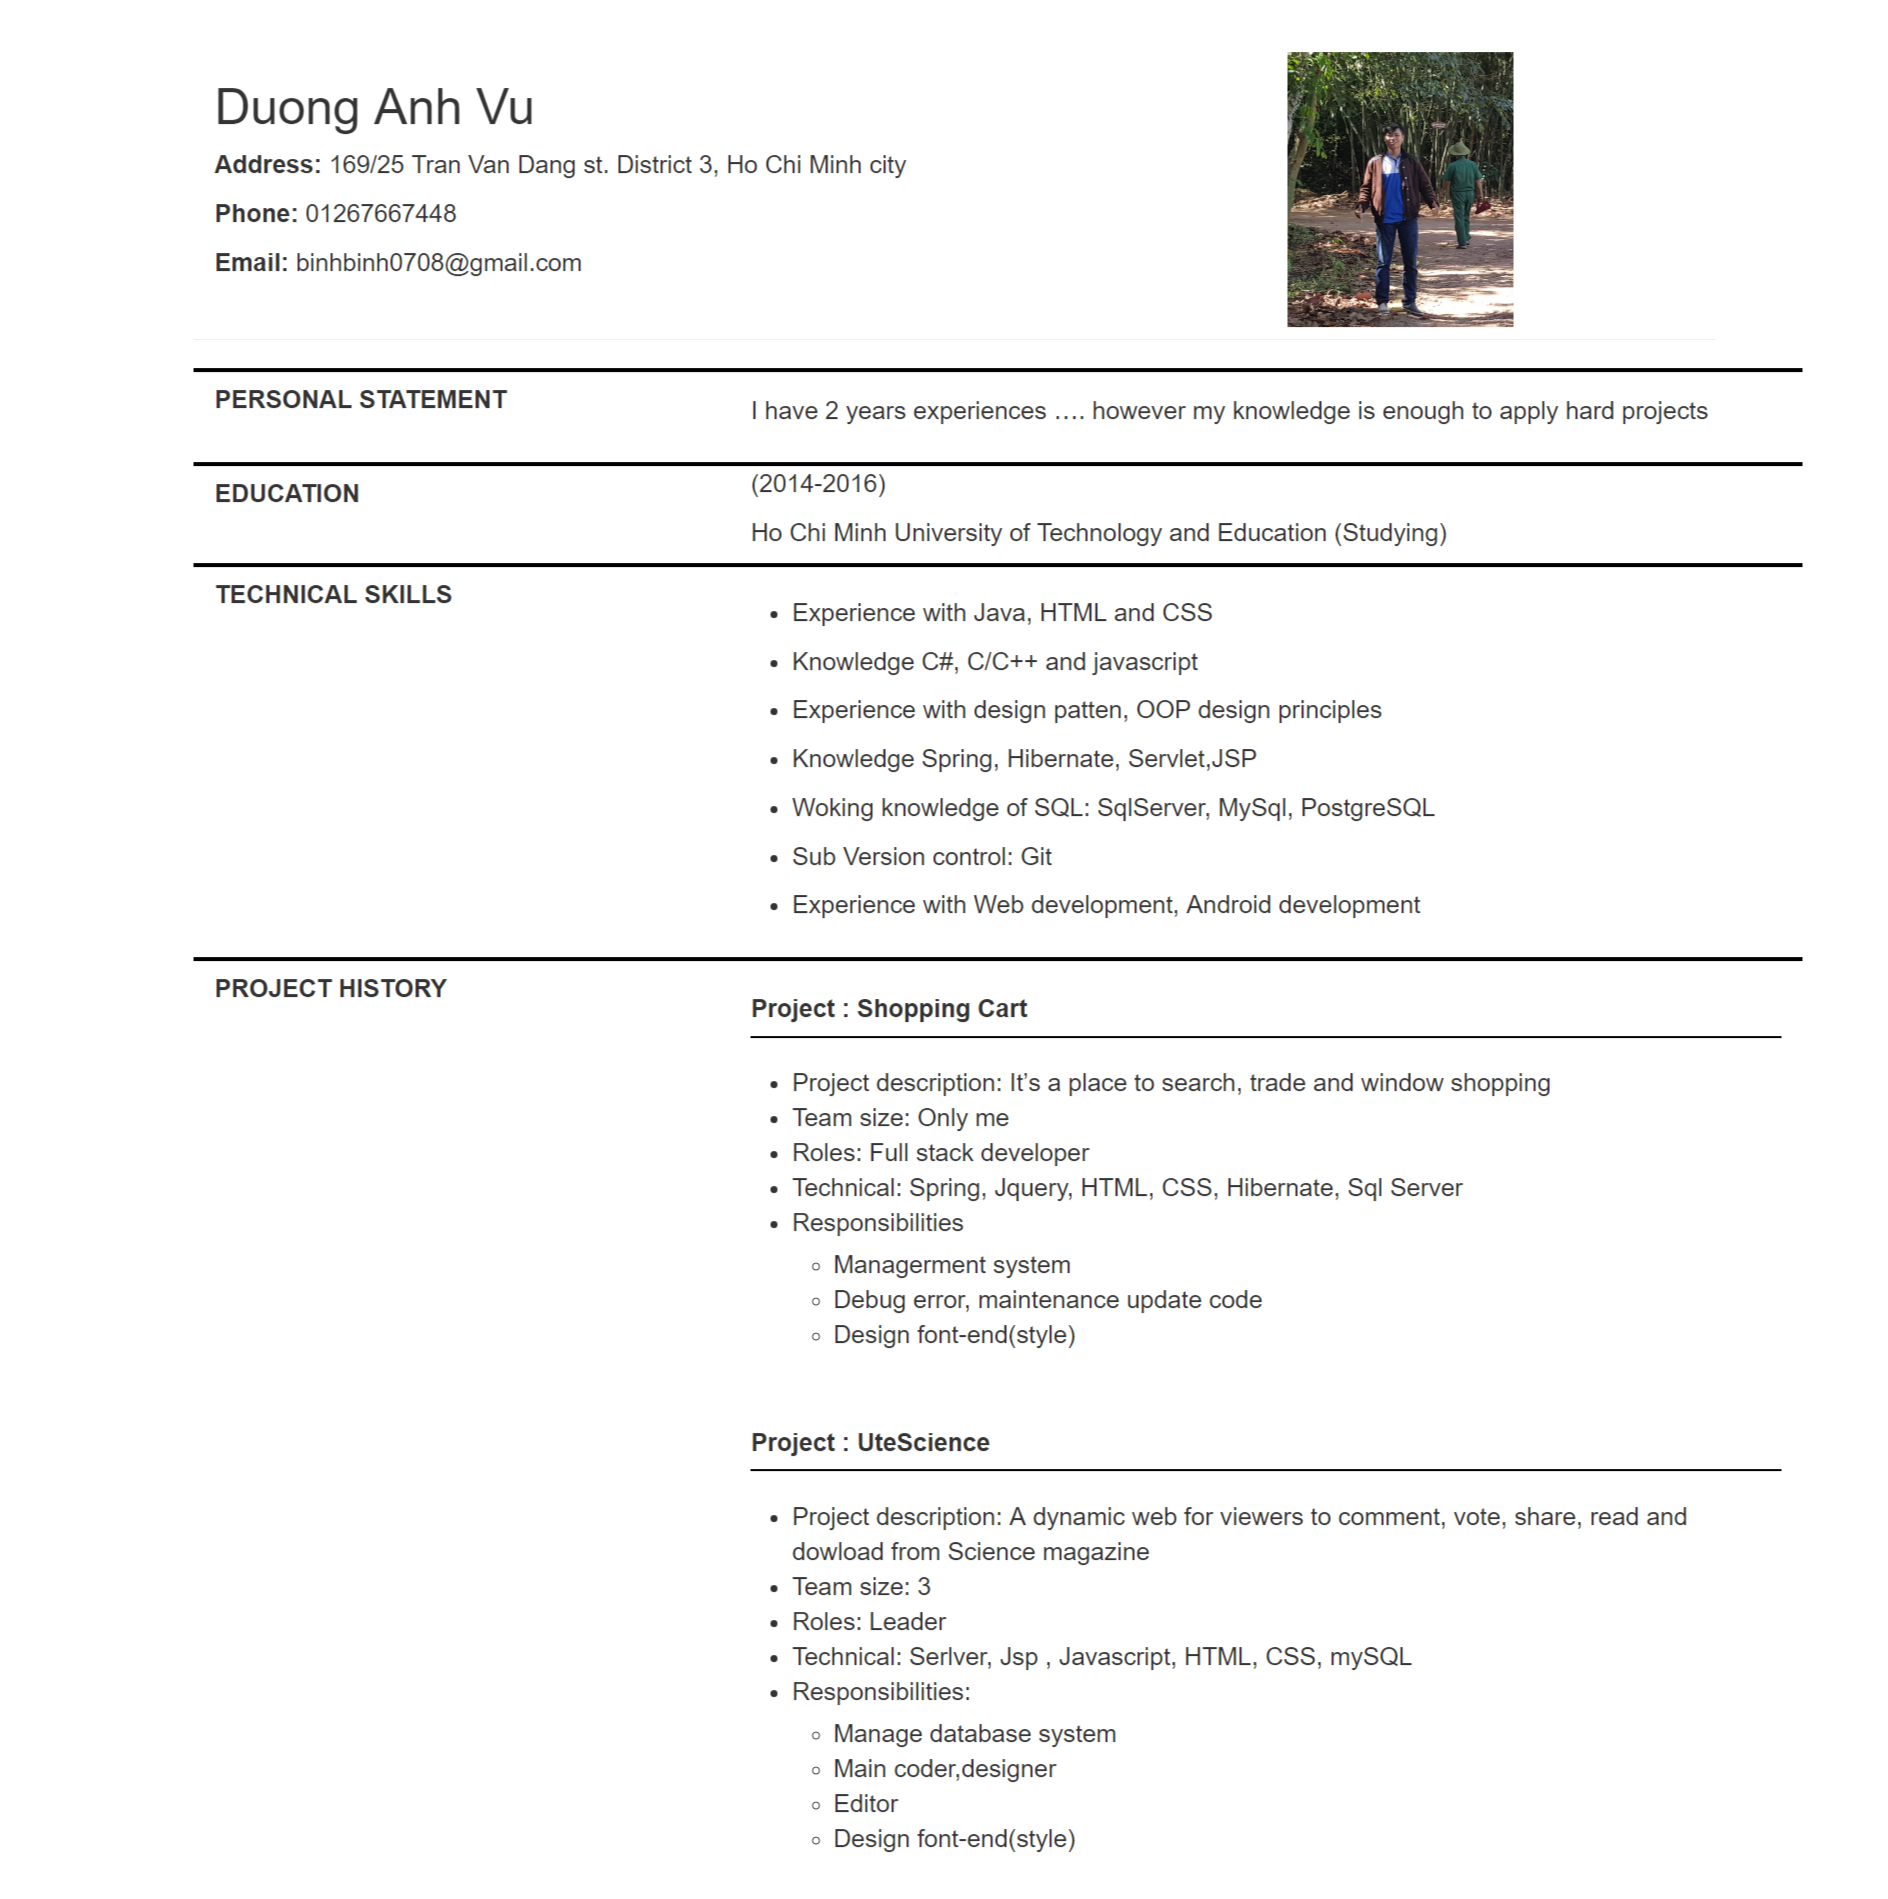 Duong Anh Vu
Address: 169/25 Tran Van Dang st. District 3, Ho Chi Minh city
Phone: 01267667448
Email: binhbinh0708@gmail.com
PERSONAL STATEMENT
I have 2 years experiences …. however my knowledge is enough to apply hard projects
EDUCATION
(2014-2016)
Ho Chi Minh University of Technology and Education (Studying)
TECHNICAL SKILLS
• Experience with Java, HTML and CSS
• Knowledge C#, C/C++ and javascript
• Experience with design patten, OOP design principles
• Knowledge Spring, Hibernate, Servlet,JSP
• Woking knowledge of SQL: SqlServer, MySql, PostgreSQL
• Sub Version control: Git
• Experience with Web development, Android development
PROJECT HISTORY
Project : Shopping Cart
• Project description: It’s a place to search, trade and window shopping
• Team size: Only me
• Roles: Full stack developer
• Technical: Spring, Jquery, HTML, CSS, Hibernate, Sql Server
• Responsibilities
◦ Managerment system
◦ Debug error, maintenance update code
◦ Design font-end(style)
Project : UteScience
• Project description: A dynamic web for viewers to comment, vote, share, read and
dowload from Science magazine
• Team size: 3
• Roles: Leader
• Technical: Serlver, Jsp , Javascript, HTML, CSS, mySQL
• Responsibilities:
◦ Manage database system
◦ Main coder,designer
◦ Editor
◦ Design font-end(style)